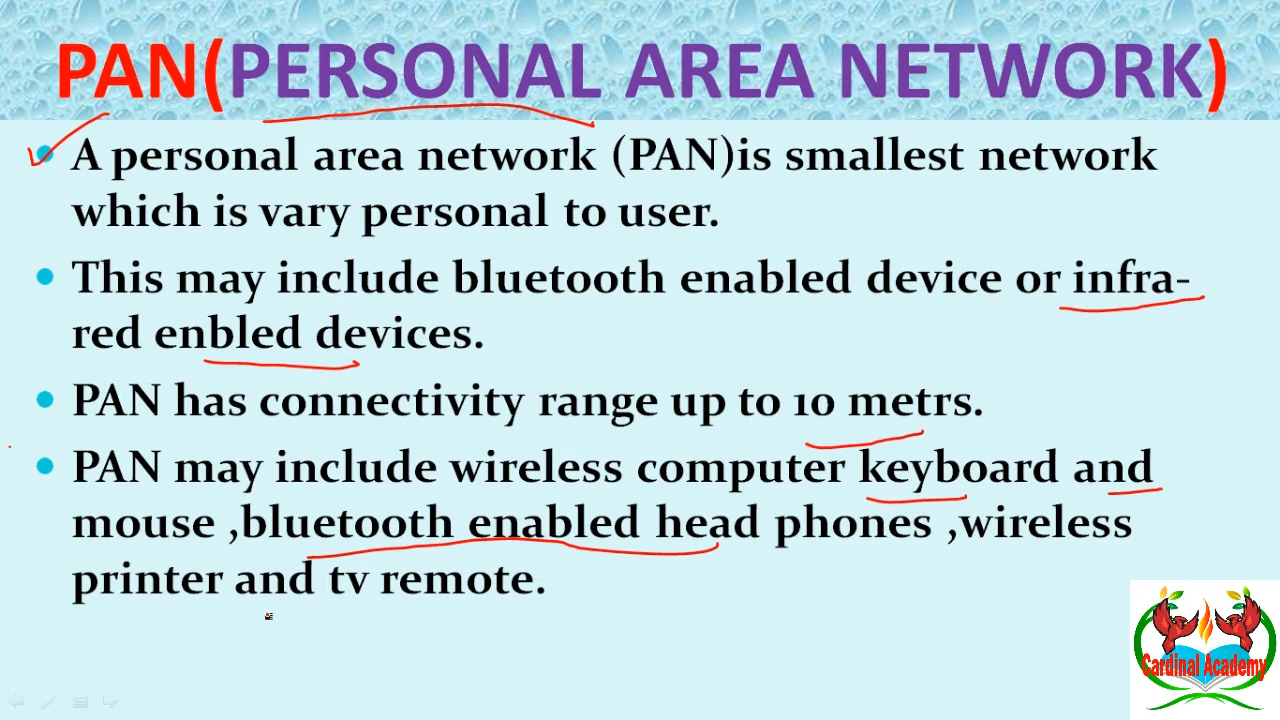 PAN(PERSONAL AREA NETWORK)
A personal area network (PAN)is smallest network
which is vary personal to user.
This may include bluetooth enabled device or infra-
red enbled devices.
PAN has connectivity range up to 10 metrs.
PAN may include wireless computer keyboard and
mouse ,bluetooth enabled head phones ,wireless
printer and tv remote.
Cardinal Academy